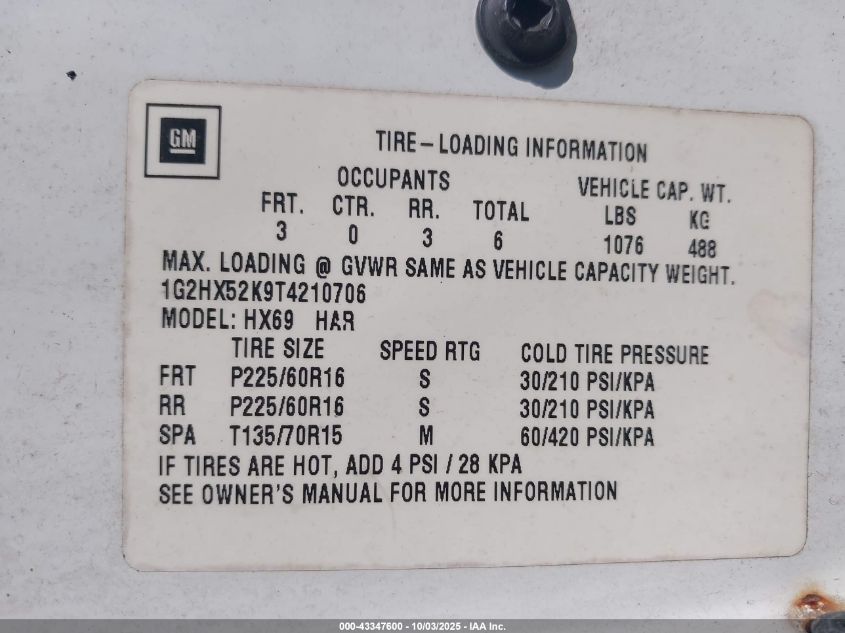 GM
TIRE-LOADING INFORMATION
OCCUPANTS VEHICLE CAP. WT.
FRT. CTR. RR. TOTAL LBS KG
3 0 3 6 1076 488
MAX. LOADING @ GVWR SAME AS VEHICLE CAPACITY WEIGHT.
1G2HX52K9T4210706
MODEL: HX69 HAR
TIRE SIZE SPEED RTG COLD TIRE PRESSURE
FRT P225/60R16 S 30/210 PSI/KPA
RR P225/60R16 S 30/210 PSI/KPA
SPA T135/70R15 M 60/420 PSI/KPA
IF TIRES ARE HOT, ADD 4 PSI / 28 KPA
SEE OWNER'S MANUAL FOR MORE INFORMATION
000-43347600 - 10/03/2025 - IAA Inc.